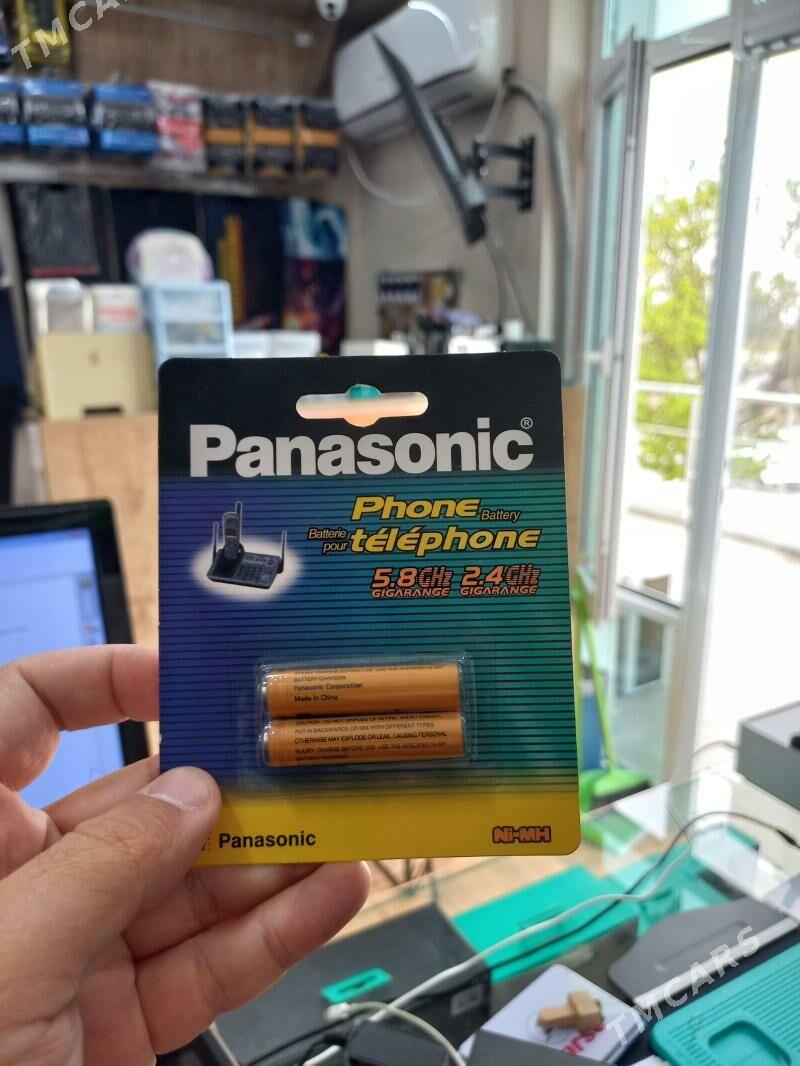 TMCARS
Panasonic®
Phone Battery
Batterie pour téléphone
5.8GHz 2.4GHz
GIGARANGE GIGARANGE
BATTERY CHARGER.
Panasonic Corporation
Made in China
PUT IN BACKWARDS OR MIX WITH DIFFERENT TYPES.
OTHERWISE MAY EXPLODE OR LEAK, CAUSING PERSONAL
INJURY. CHARGE BEFORE USE. USE THE SPECIFIED Ni-MH
BATTERY CHARGER.
Panasonic
Ni-MH
TMCARS